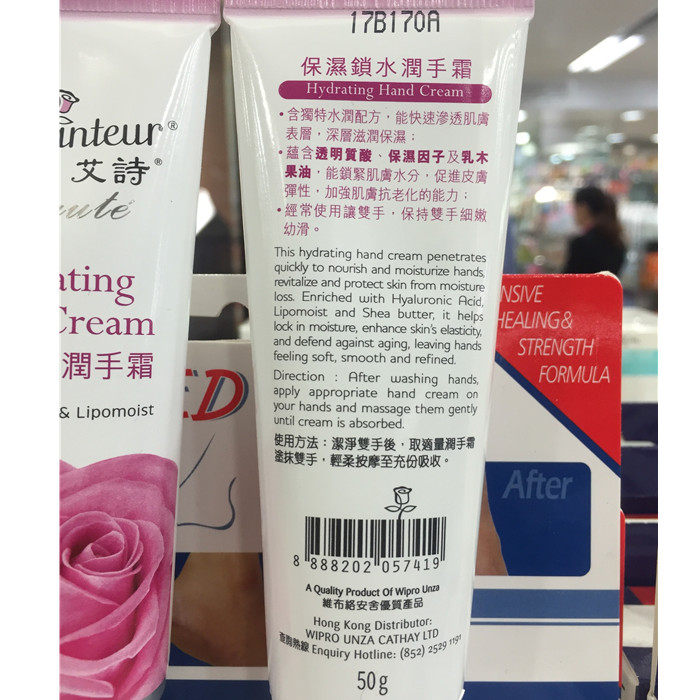 17B170A
保濕鎖水潤手霜
Hydrating Hand Cream
•含獨特水潤配方，能快速滲透肌膚
表層，深層滋潤保濕；
•蘊含透明質酸、保濕因子及乳木
果油，能鎖緊肌膚水分，促進皮膚
彈性，加強肌膚抗老化的能力；
•經常使用讓雙手，保持雙手細嫩
幼滑。
This hydrating hand cream penetrates
quickly to nourish and moisturize hands,
revitalize and protect skin from moisture
loss. Enriched with Hyaluronic Acid,
Lipomoist and Shea butter, it helps
lock in moisture, enhance skin's elasticity,
and defend against aging, leaving hands
feeling soft, smooth and refined.
Direction : After washing hands,
apply appropriate hand cream on
your hands and massage them gently
until cream is absorbed.
使用方法：潔淨雙手後，取適量潤手霜
塗抹雙手，輕柔按摩至充份吸收。
8 888202 057419
A Quality Product Of Wipro Unza
維布絡安舍優質產品
Hong Kong Distributor:
WIPRO UNZA CATHAY LTD
查詢熱線 Enquiry Hotline: (852) 2529 1191
50g
inteur®
艾詩®
auté
ating
Cream
潤手霜
& Lipomoist
ED
NSIVE
HEALING&
STRENGTH
FORMULA
After